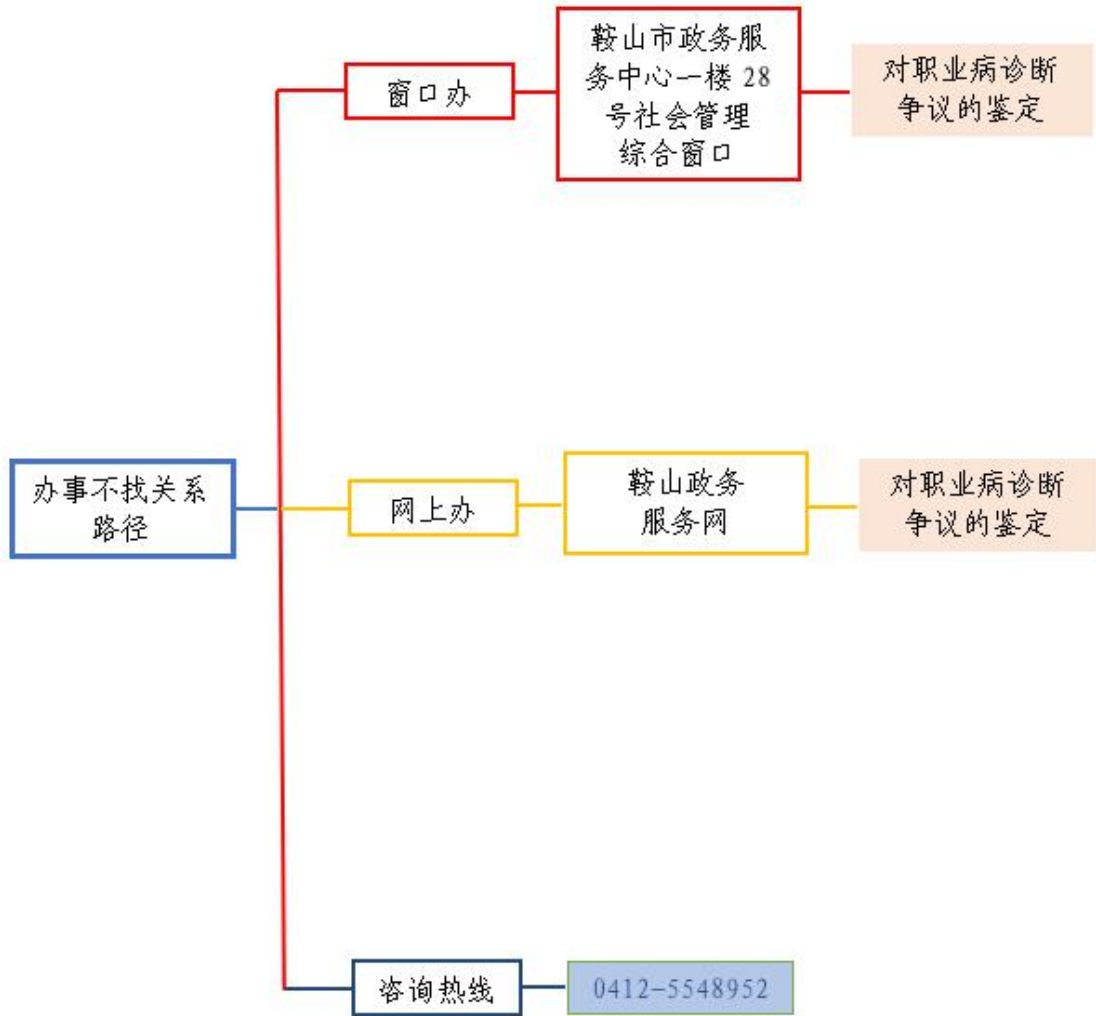 窗口办
鞍山市政务服
务中心一楼 28
号社会管理
综合窗口
对职业病诊断
争议的鉴定
办事不找关系
路径
网上办
鞍山政务
服务网
对职业病诊断
争议的鉴定
咨询热线
0412-5548952